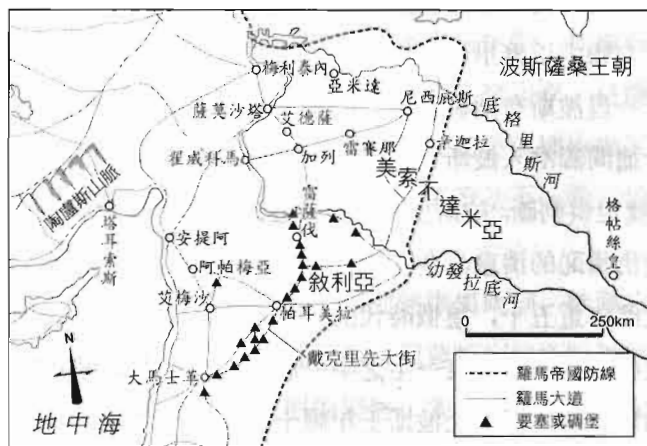 波斯薩桑王朝
梅利泰內
亞米達
尼西庇斯
底格里斯河
薩莫沙塔
艾德薩
雷賽那
辛迦拉
翟威科馬
加列
美索不達米亞
陶盧斯山脈
塔耳索斯
富薩伐
格帖絲皇
安提阿
阿帕梅亞
敘利亞
幼發拉底河
艾梅沙
帕耳美拉
0 250km
戴克里先大街
N
大馬士革
地中海
羅馬帝國防線
羅馬大道
要塞或碉堡